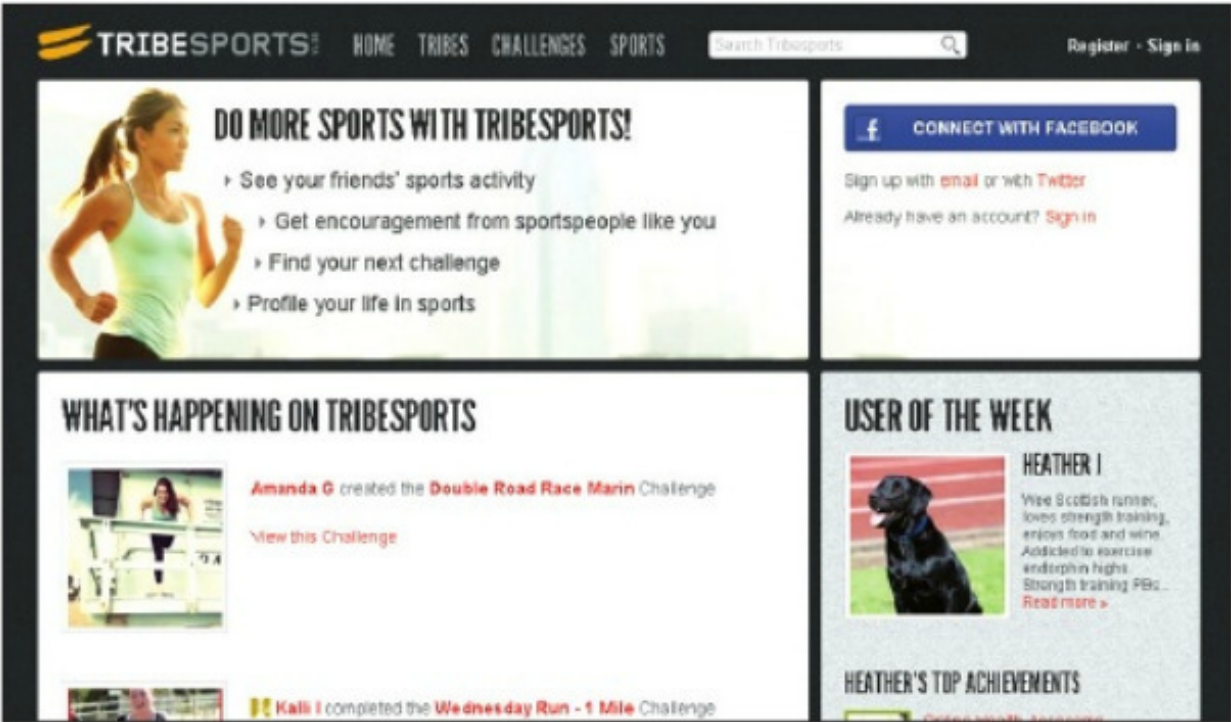 TRIBESPORTS
HOME TRIBES CHALLENGES SPORTS
Search Tribesports
Register - Sign in
DO MORE SPORTS WITH TRIBESPORTS!
See your friends' sports activity
Get encouragement from sportspeople like you
Find your next challenge
Profile your life in sports
f CONNECT WITH FACEBOOK
Sign up with email or with Twitter
Already have an account? Sign in
WHAT'S HAPPENING ON TRIBESPORTS
Amanda G created the Double Road Race Marin Challenge
View this Challenge
Kalli I completed the Wednesday Run - 1 Mile Challenge
USER OF THE WEEK
HEATHER I
Wee Scottish runner,
loves strength training,
enjoys food and wine.
Addicted to exercise
endorphin highs.
Strength training PBs...
Read more »
HEATHER'S TOP ACHIEVEMENTS